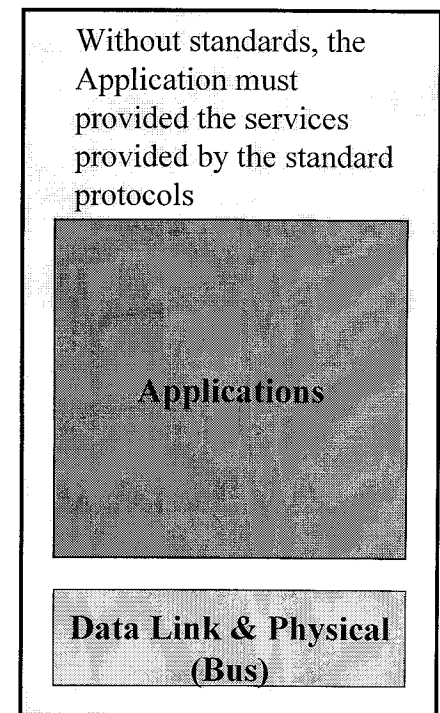 Without standards, the
Application must
provided the services
provided by the standard
protocols
Applications
Data Link & Physical
(Bus)